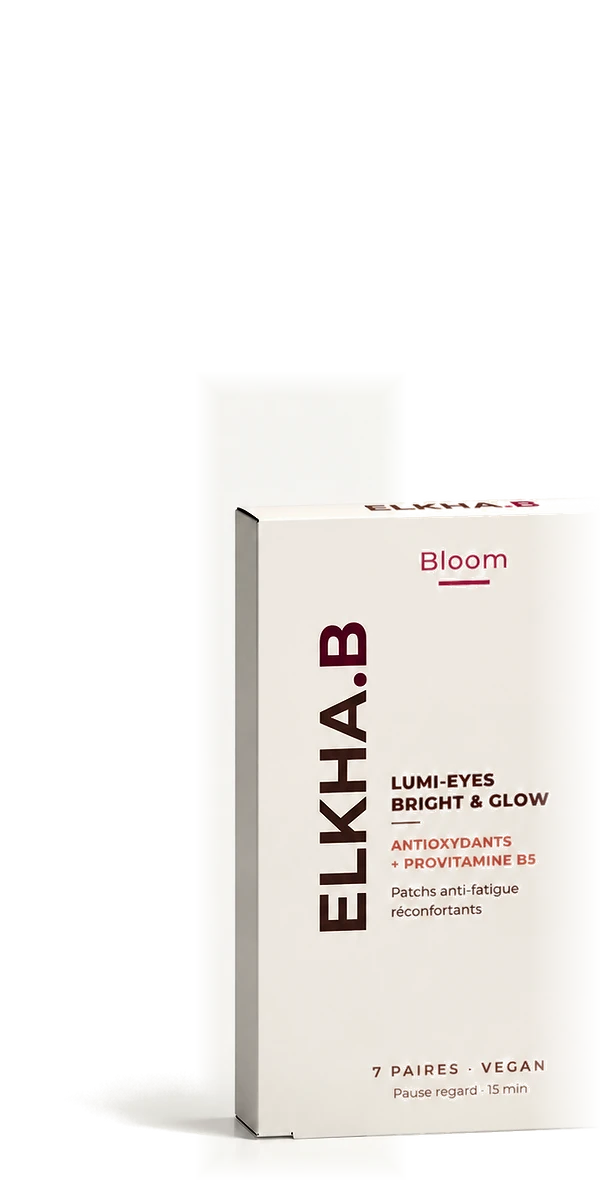 ELKHA.B
Bloom
ELKHA.B
LUMI-EYES
BRIGHT & GLOW
ANTIOXYDANTS
+ PROVITAMINE B5
Patchs anti-fatigue
réconfortants
7 PAIRES · VEGAN
Pause regard · 15 min